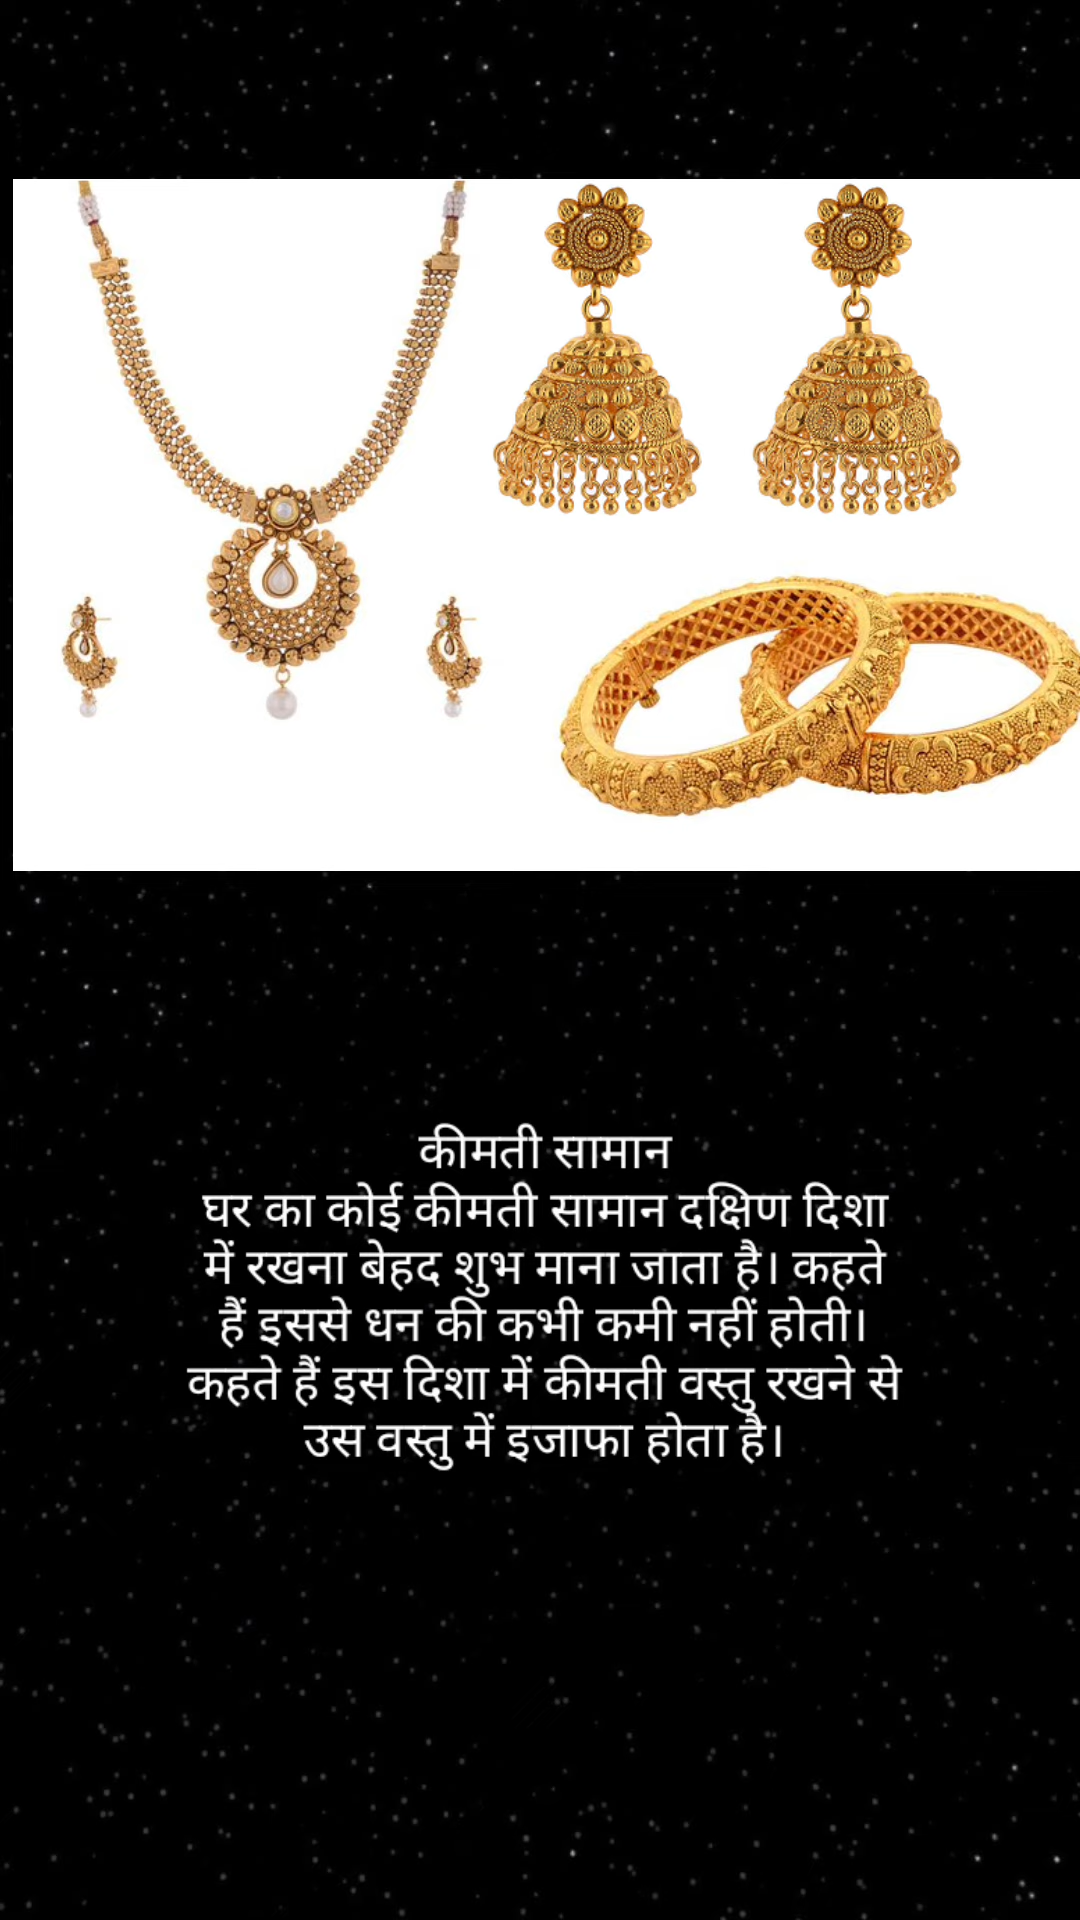 कीमती सामान
घर का कोई कीमती सामान दक्षिण दिशा
में रखना बेहद शुभ माना जाता है। कहते
हैं इससे धन की कभी कमी नहीं होती।
कहते हैं इस दिशा में कीमती वस्तु रखने से
उस वस्तु में इजाफा होता है।